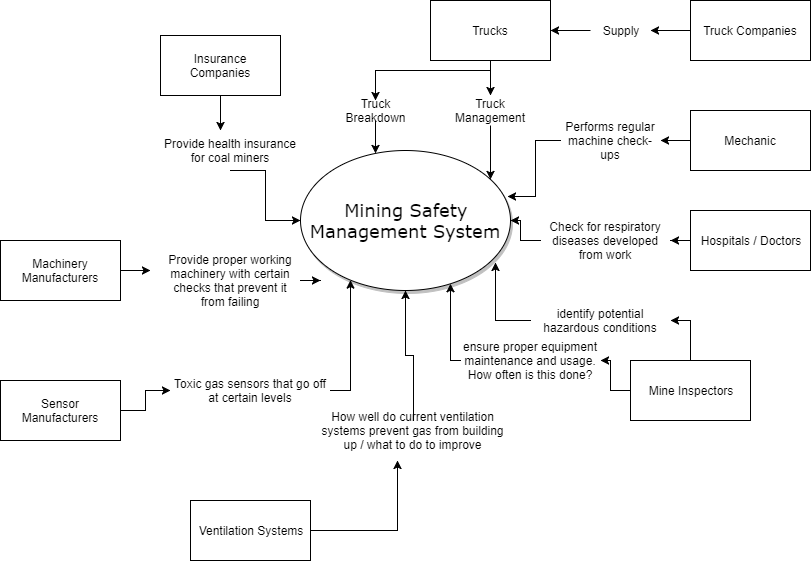 Trucks
Supply
Truck Companies
Insurance
Companies
Truck
Breakdown
Truck
Management
Provide health insurance
for coal miners
Performs regular
machine check-
ups
Mechanic
Mining Safety
Management System
Check for respiratory
diseases developed
from work
Hospitals / Doctors
Machinery
Manufacturers
Provide proper working
machinery with certain
checks that prevent it
from failing
identify potential
hazardous conditions
ensure proper equipment
maintenance and usage.
How often is this done?
Mine Inspectors
Sensor
Manufacturers
Toxic gas sensors that go off
at certain levels
How well do current ventilation
systems prevent gas from building
up / what to do to improve
Ventilation Systems